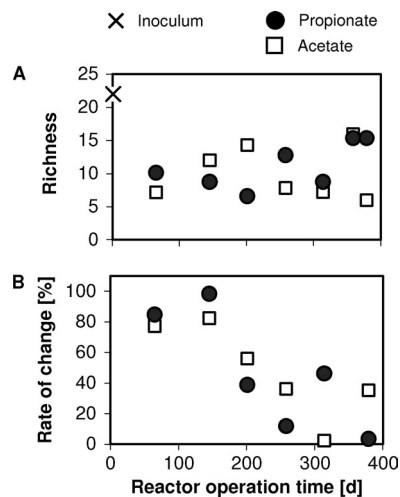 Inoculum
Propionate
Acetate
A
25
20
15
10
5
0
Richness
B
100
80
60
40
20
0
Rate of change [%]
0 100 200 300 400
Reactor operation time [d]